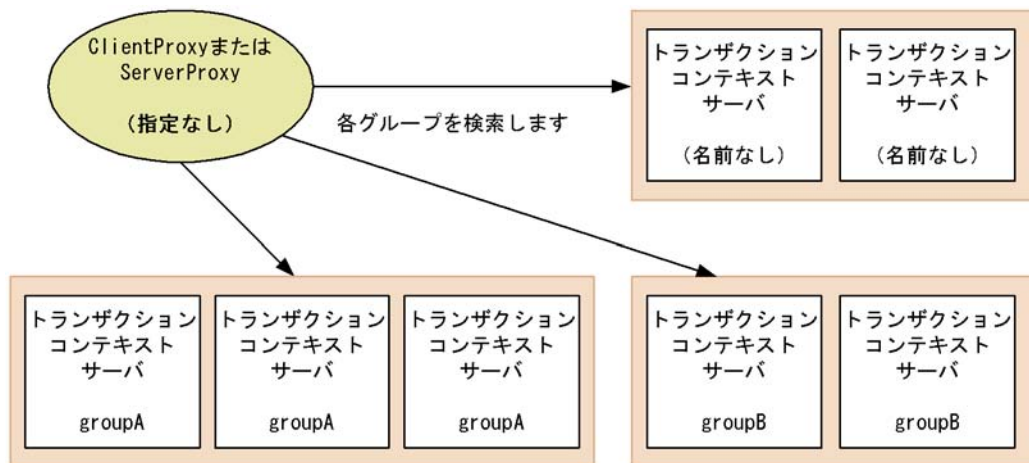 ClientProxyまたは
ServerProxy
（指定なし）
各グループを検索します
トランザクション
コンテキスト
サーバ
（名前なし）
トランザクション
コンテキスト
サーバ
（名前なし）
トランザクション
コンテキスト
サーバ
groupA
トランザクション
コンテキスト
サーバ
groupA
トランザクション
コンテキスト
サーバ
groupA
トランザクション
コンテキスト
サーバ
groupB
トランザクション
コンテキスト
サーバ
groupB